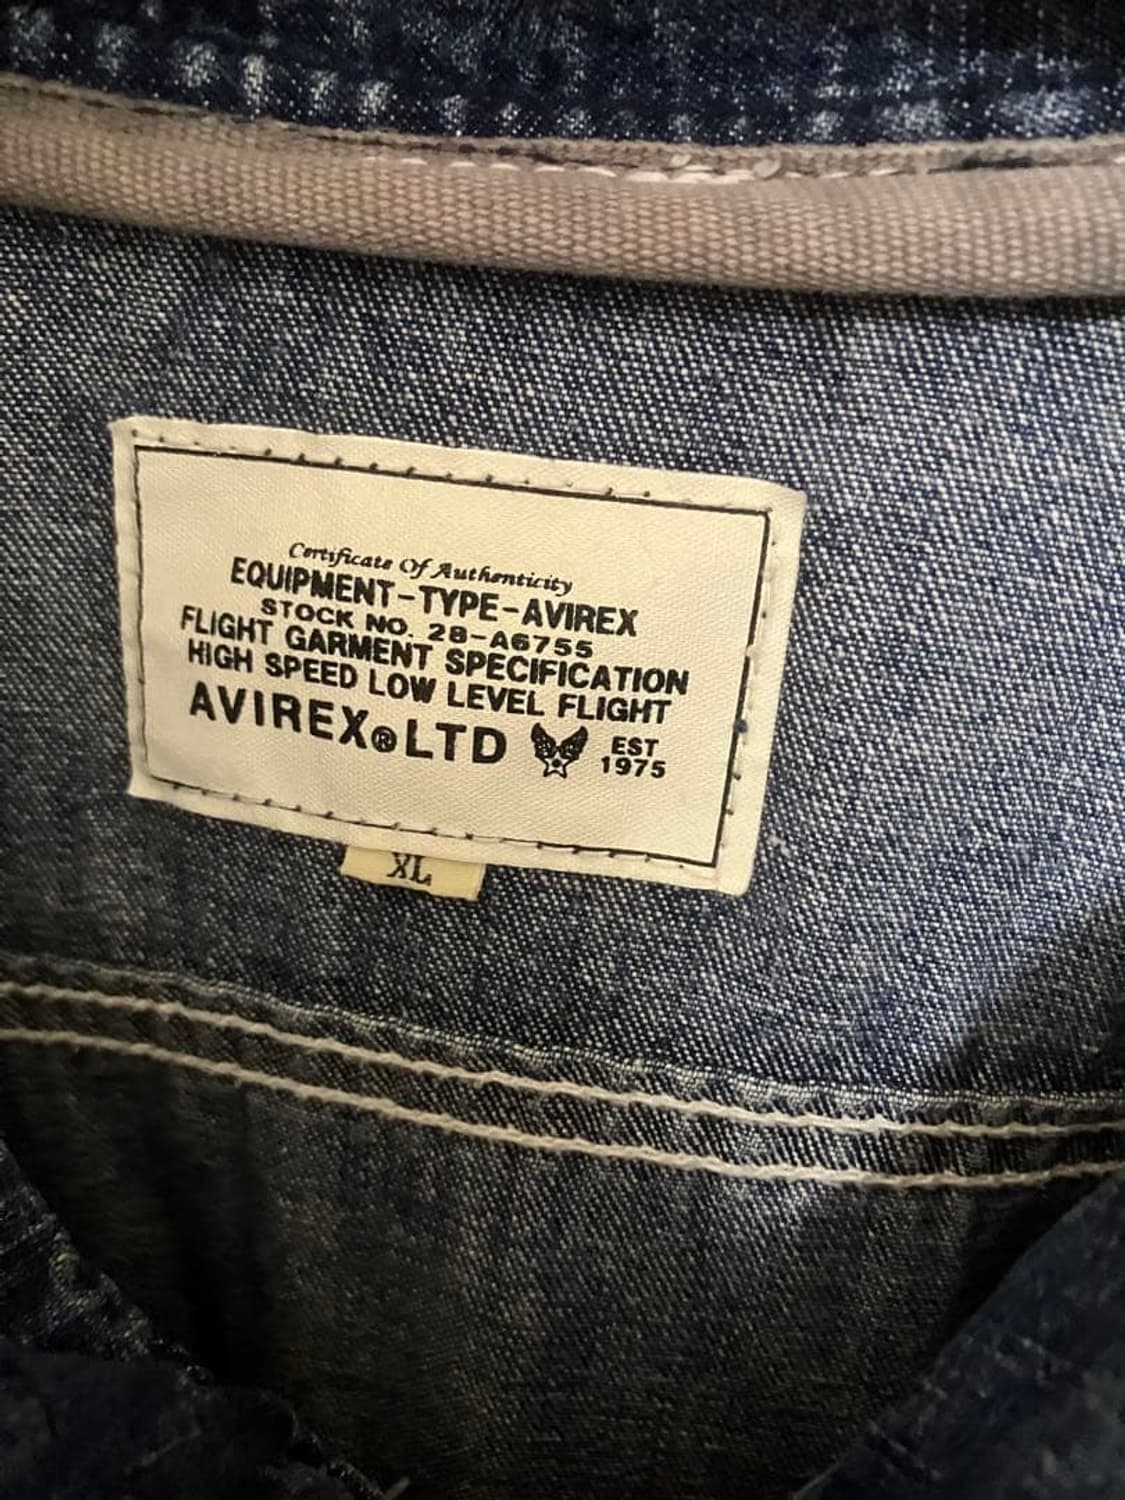 Certificate Of Authenticity
EQUIPMENT-TYPE-AVIREX
STOCK NO. 28-A6755
FLIGHT GARMENT SPECIFICATION
HIGH SPEED LOW LEVEL FLIGHT
AVIREX®LTD EST 1975
XL